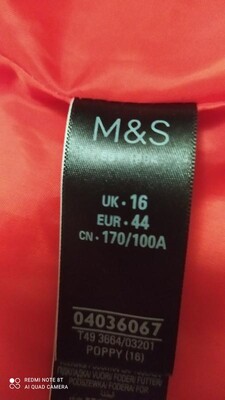 M&S
UK • 16
EUR • 44
CN • 170/100A
04036067
T49 3664/03201
POPPY (16)
REDMI NOTE 8T
AI QUAD CAMERA